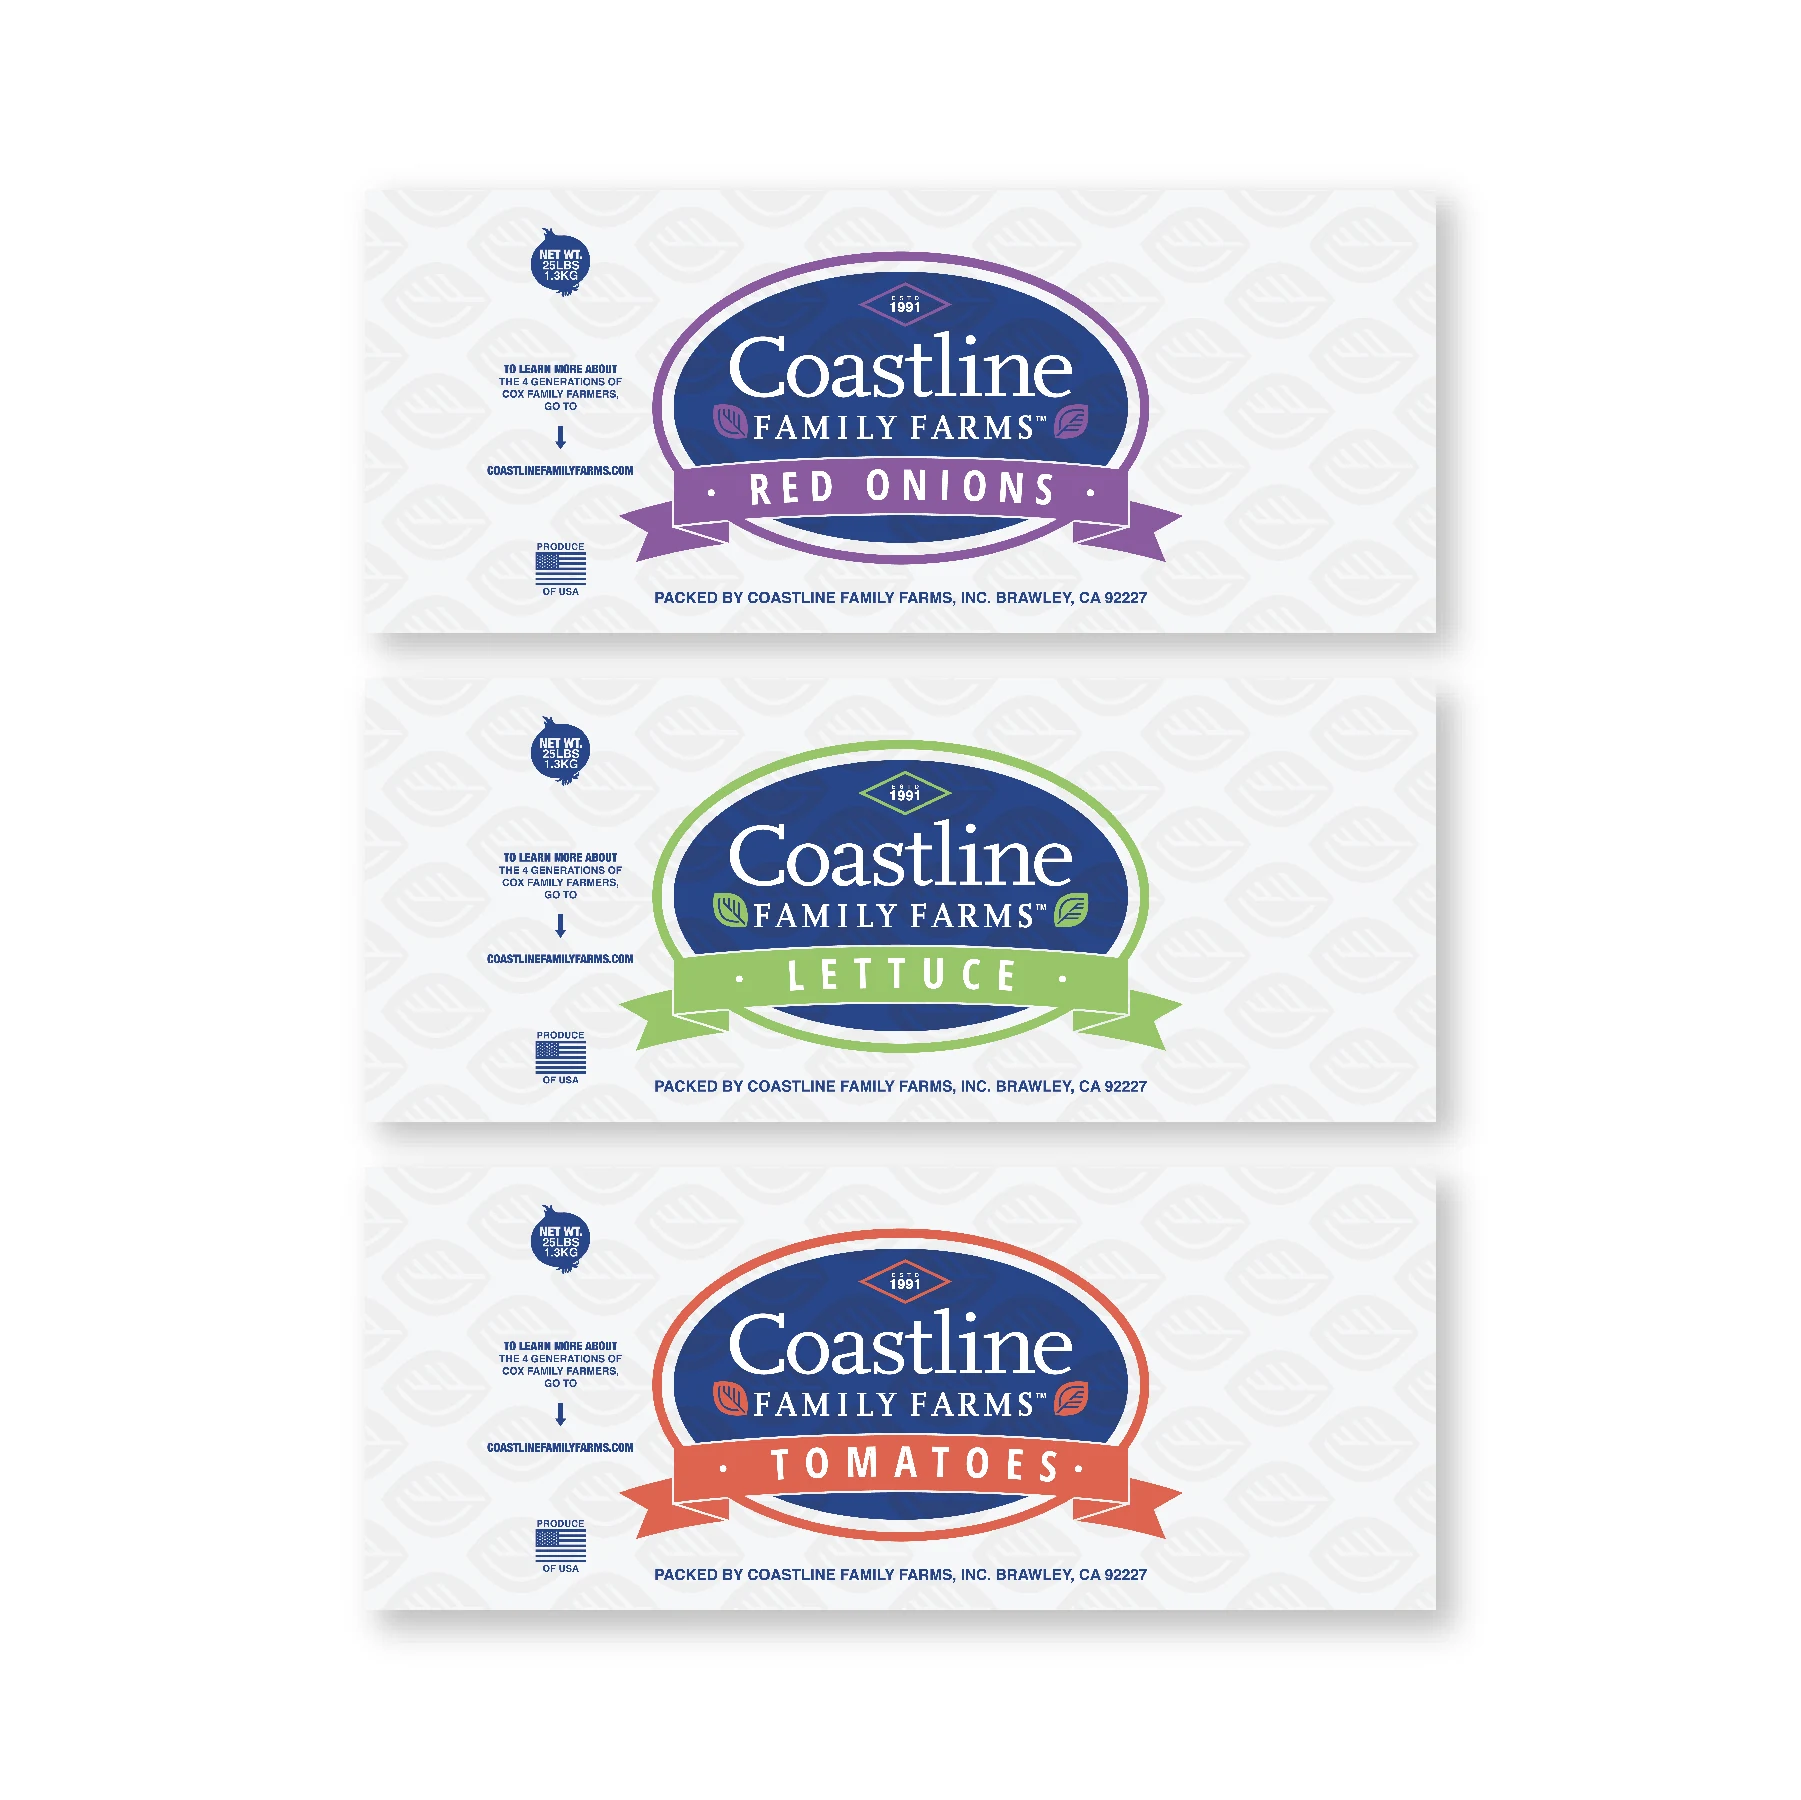 NET WT.
25LBS
1.3KG
TO LEARN MORE ABOUT
THE 4 GENERATIONS OF
COX FAMILY FARMERS,
GO TO
COASTLINEFAMILYFARMS.COM
PRODUCE
OF USA
ESTD
1991
Coastline
FAMILY FARMS™
· RED ONIONS ·
PACKED BY COASTLINE FAMILY FARMS, INC. BRAWLEY, CA 92227
NET WT.
25LBS
1.3KG
TO LEARN MORE ABOUT
THE 4 GENERATIONS OF
COX FAMILY FARMERS,
GO TO
COASTLINEFAMILYFARMS.COM
PRODUCE
OF USA
ESTD
1991
Coastline
FAMILY FARMS™
· LETTUCE ·
PACKED BY COASTLINE FAMILY FARMS, INC. BRAWLEY, CA 92227
NET WT.
25LBS
1.3KG
TO LEARN MORE ABOUT
THE 4 GENERATIONS OF
COX FAMILY FARMERS,
GO TO
COASTLINEFAMILYFARMS.COM
PRODUCE
OF USA
ESTD
1991
Coastline
FAMILY FARMS™
· TOMATOES ·
PACKED BY COASTLINE FAMILY FARMS, INC. BRAWLEY, CA 92227